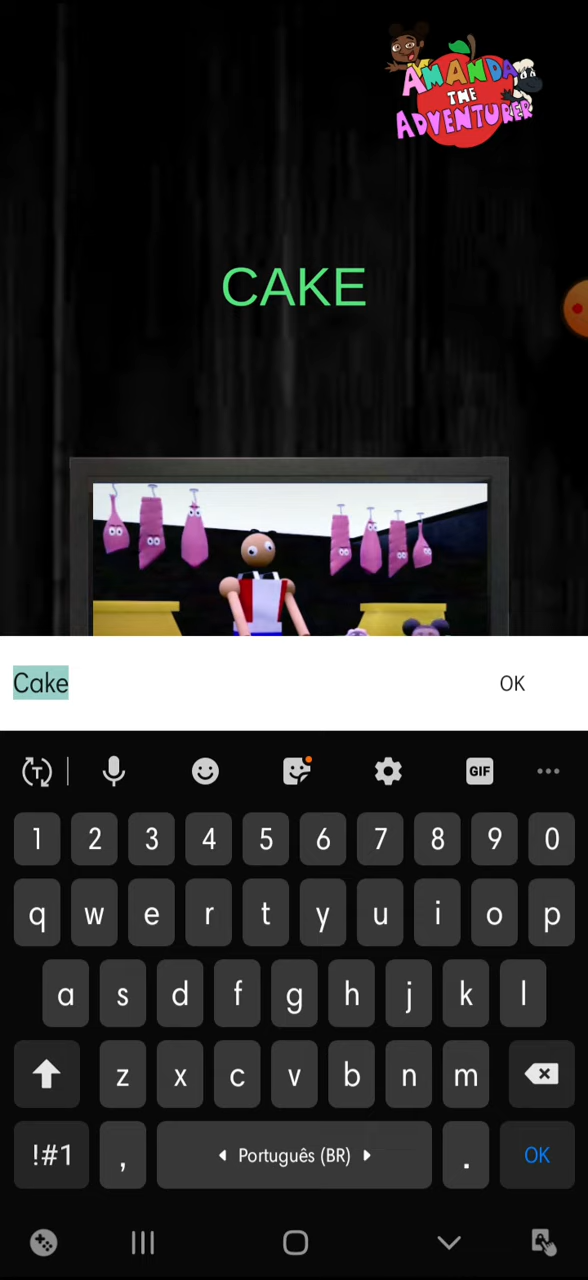 AMANDA
THE
ADVENTURER
CAKE
Cake
OK
T
GIF
1 2 3 4 5 6 7 8 9 0
q w e r t y u i o p
a s d f g h j k l
z x c v b n m
!#1 , Português (BR) . OK